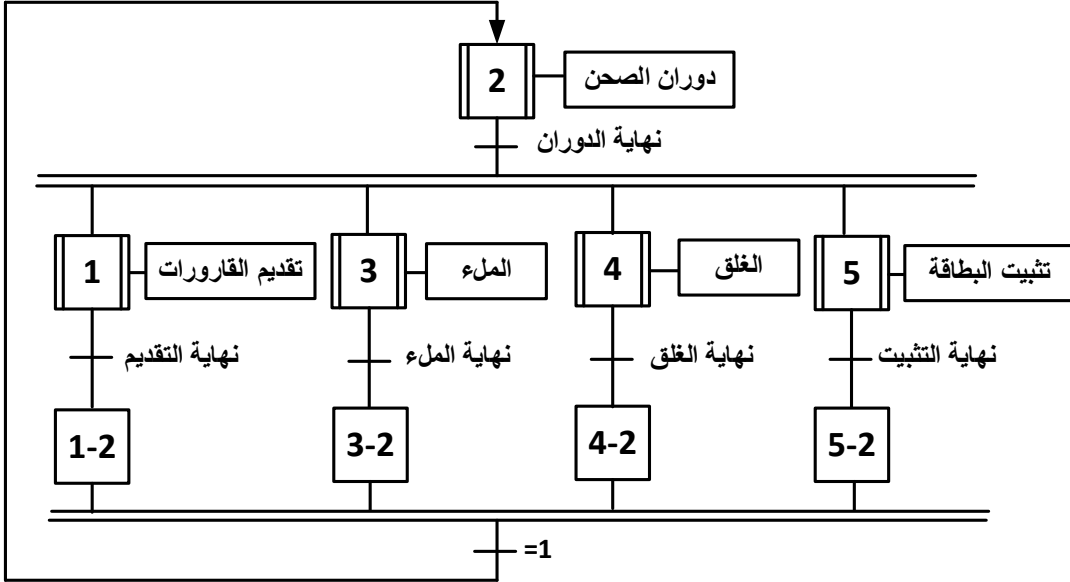 2
دوران الصحن
نهاية الدوران
1
تقديم القارورات
3
الملء
4
الغلق
5
تثبيت البطاقة
نهاية التقديم
نهاية الملء
نهاية الغلق
نهاية التثبيت
1-2
3-2
4-2
5-2
=1